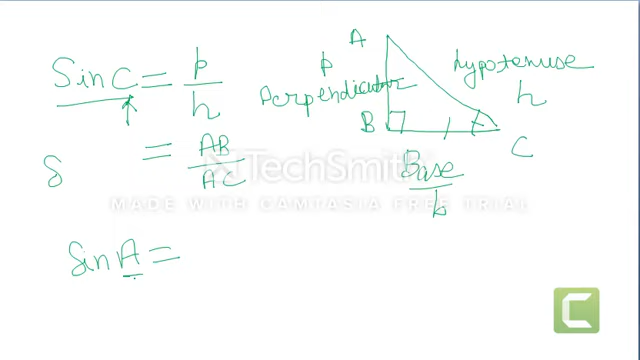 Sin C = p/h
= AB/AC
Sin A =
A
B
C
p
Perpendicular
hypotenuse
h
Base
b
TechSmith
MADE WITH CAMTASIA FREE TRIAL
C